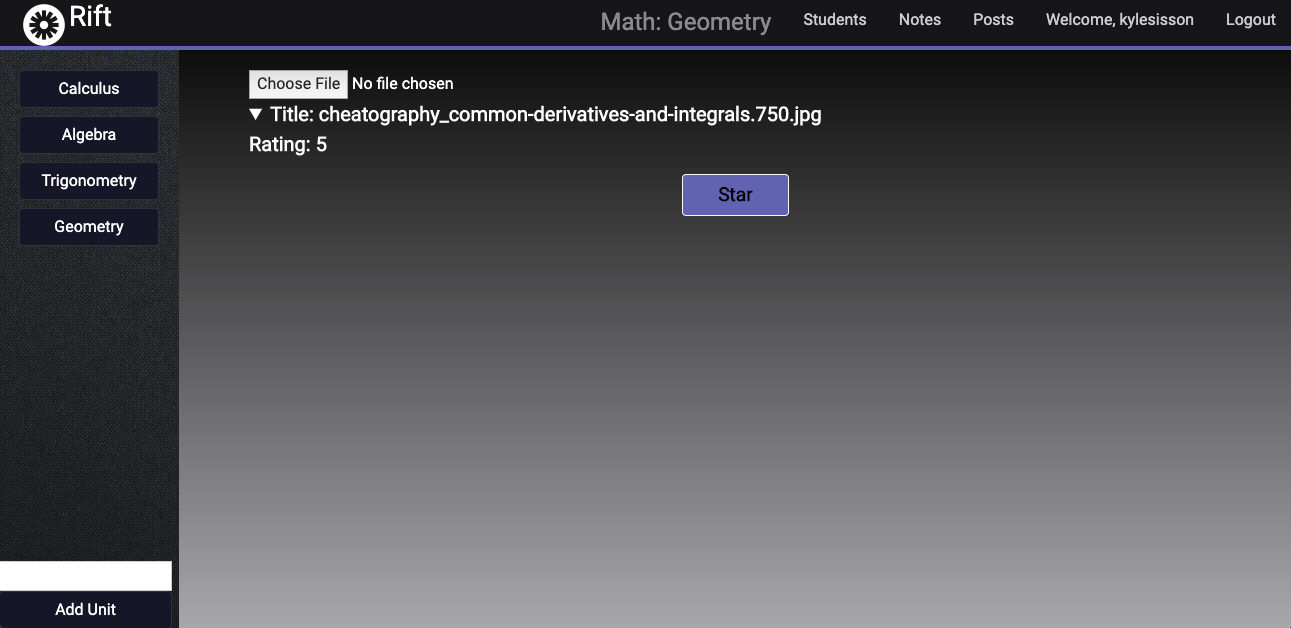 Rift
Math: Geometry
Students
Notes
Posts
Welcome, kylesisson
Logout
Calculus
Algebra
Trigonometry
Geometry
Add Unit
Choose File No file chosen
Title: cheatography_common-derivatives-and-integrals.750.jpg
Rating: 5
Star